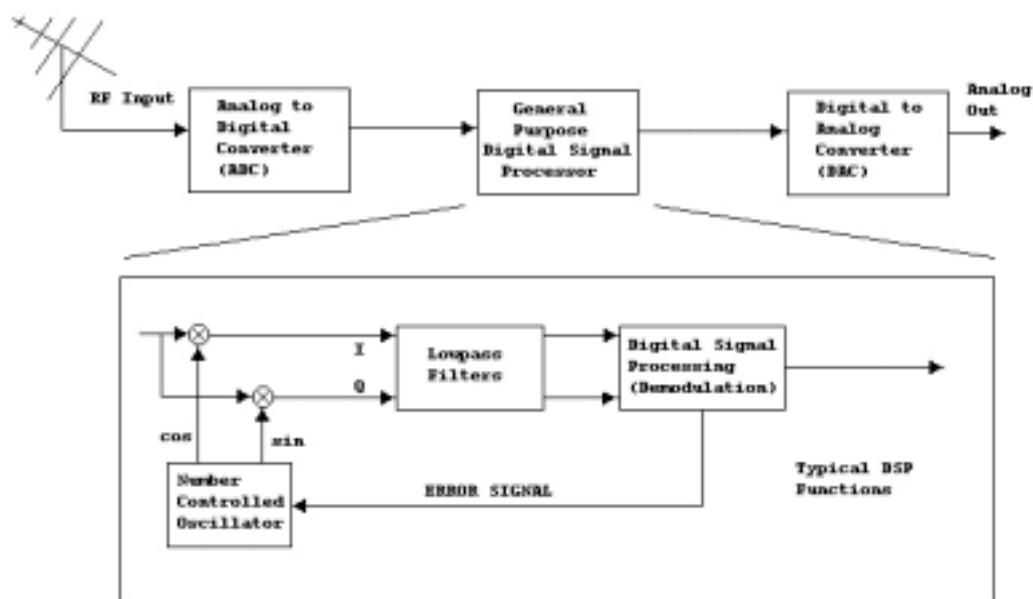 RF Input
Analog to
Digital
Converter
(ADC)
General
Purpose
Digital Signal
Processor
Digital to
Analog
Converter
(DAC)
Analog
Out
I
Q
Lowpass
Filters
Digital Signal
Processing
(Demodulation)
cos
sin
Number
Controlled
Oscillator
ERROR SIGNAL
Typical DSP
Functions